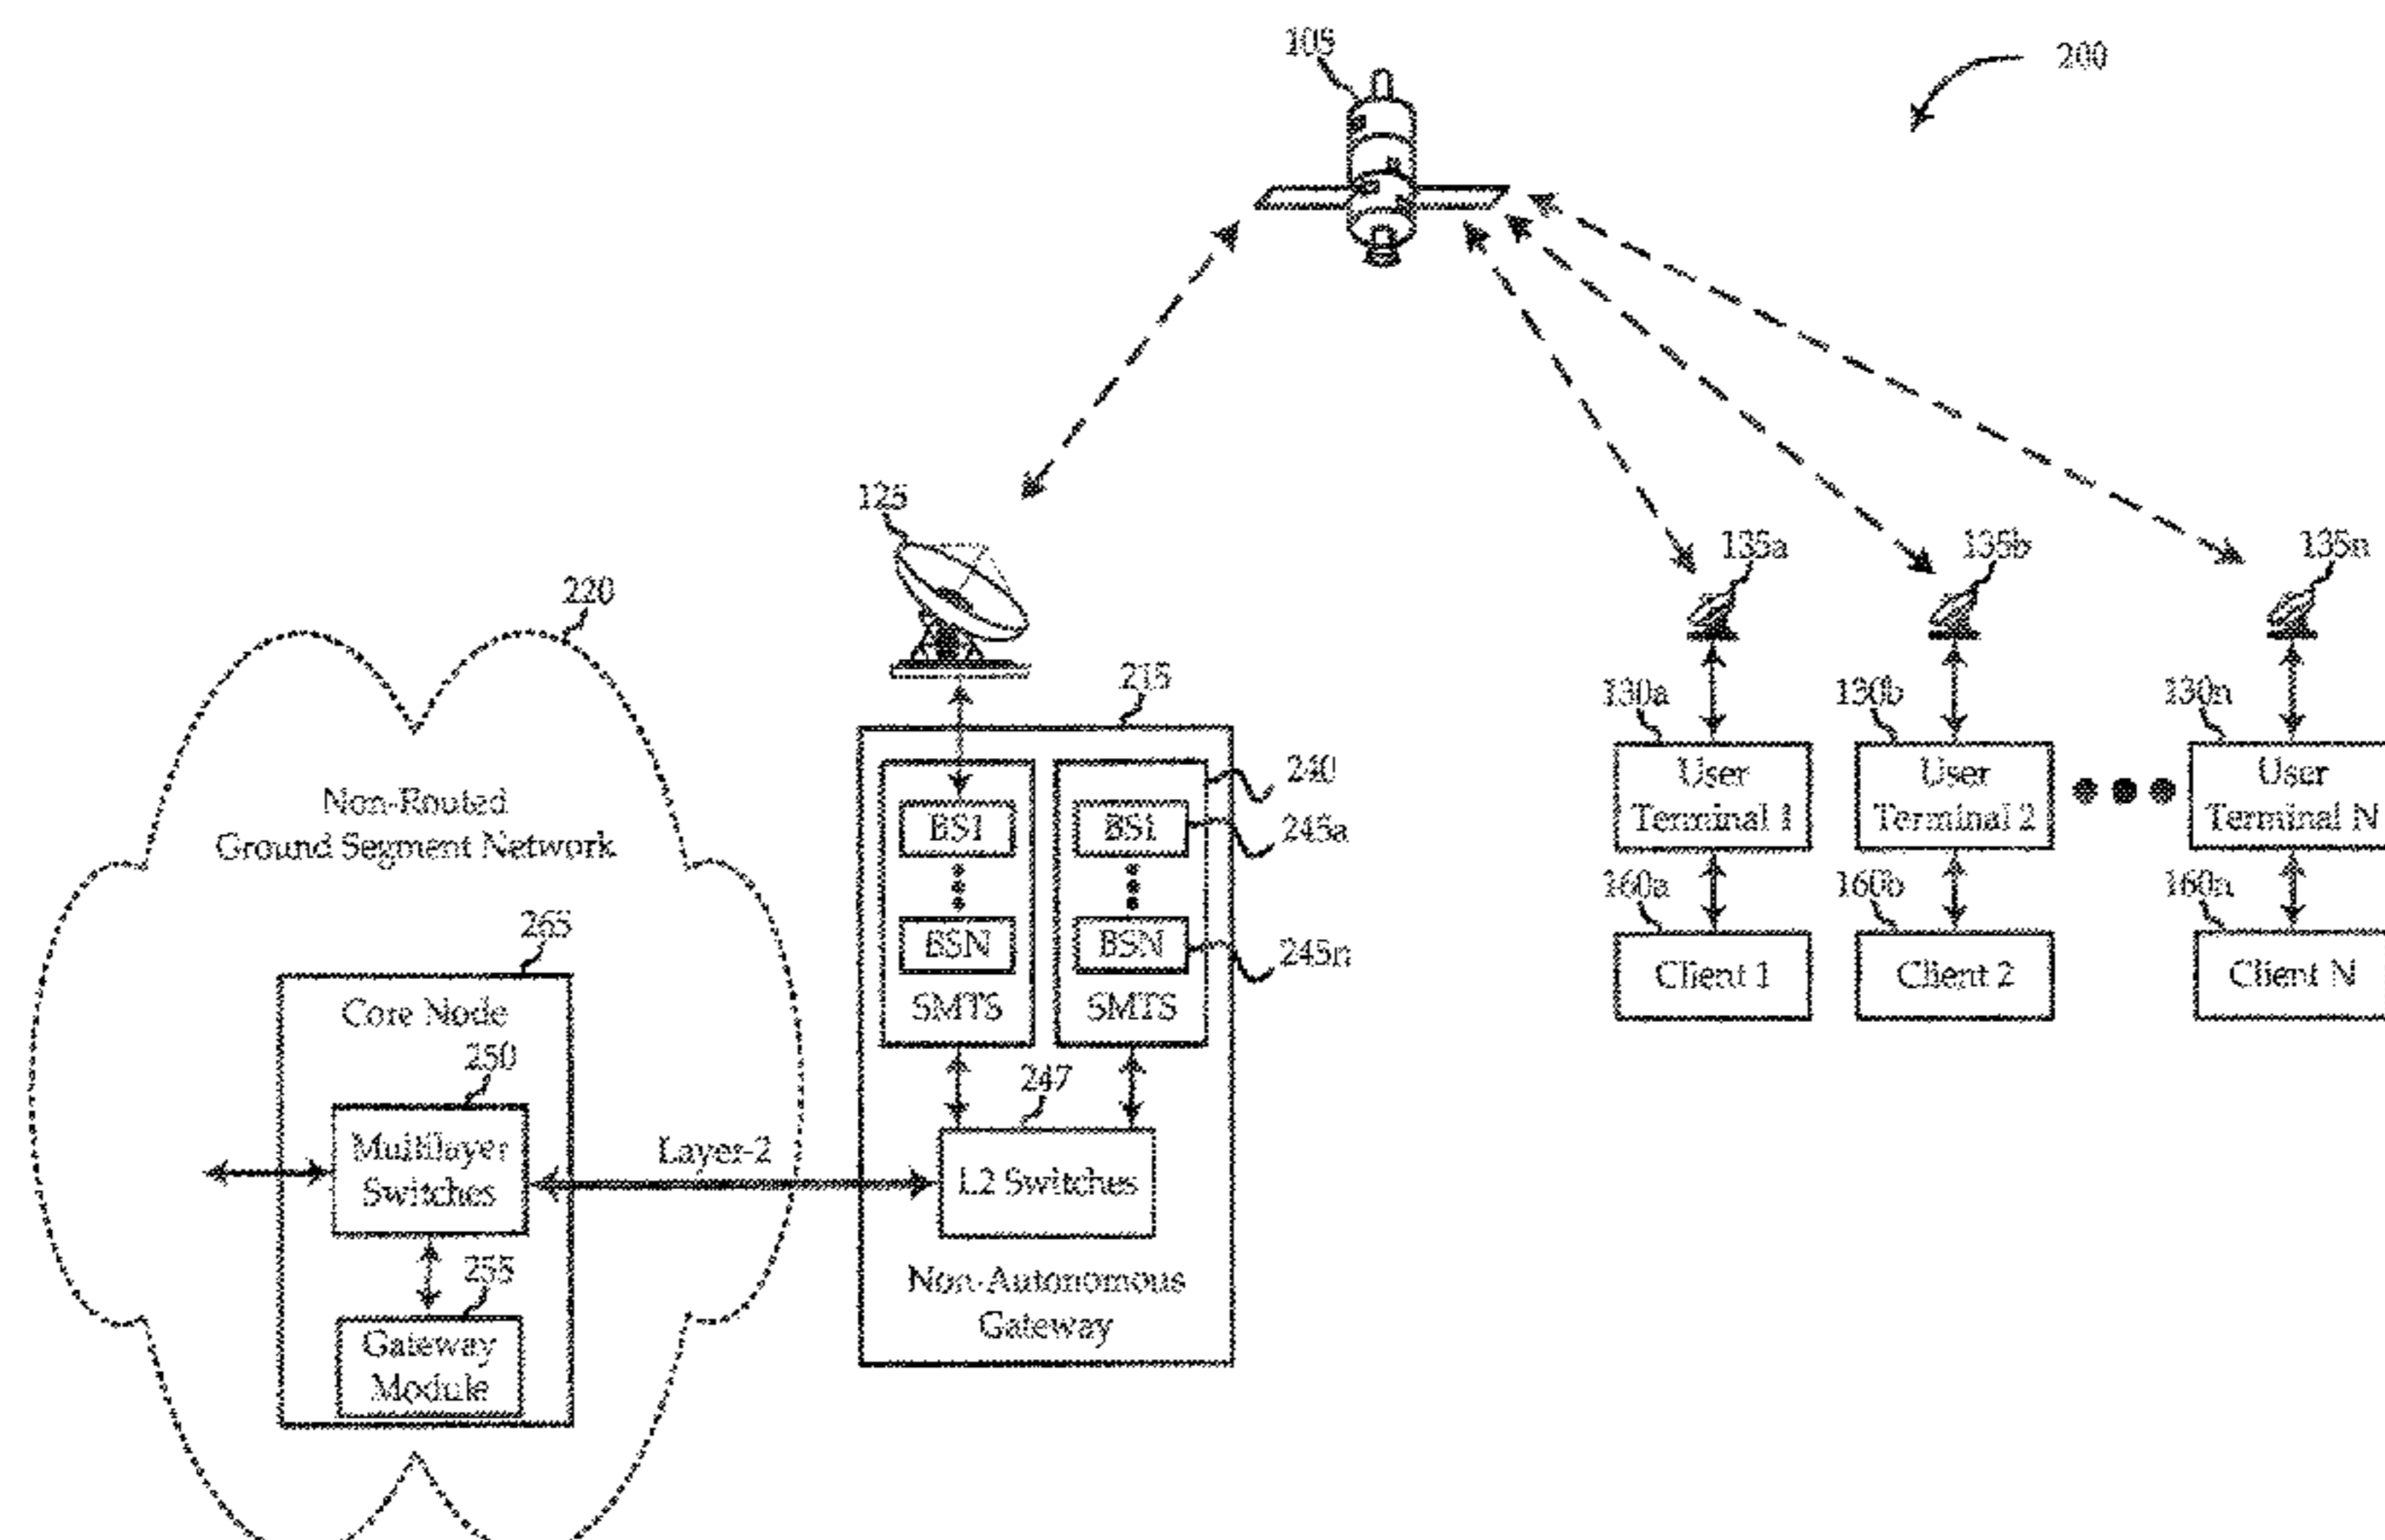 105
200
125
135a
135b
135n
220
215
130a
130b
130n
240
User
Terminal 1
User
Terminal 2
User
Terminal N
Non-Routed
Ground Segment Network
BS1
BS1
245a
160a
160b
160n
265
BSN
BSN
245n
Client 1
Client 2
Client N
Core Node
SMTS
SMTS
250
247
Multilayer
Switches
Layer-2
L2 Switches
255
Non-Autonomous
Gateway
Gateway
Module